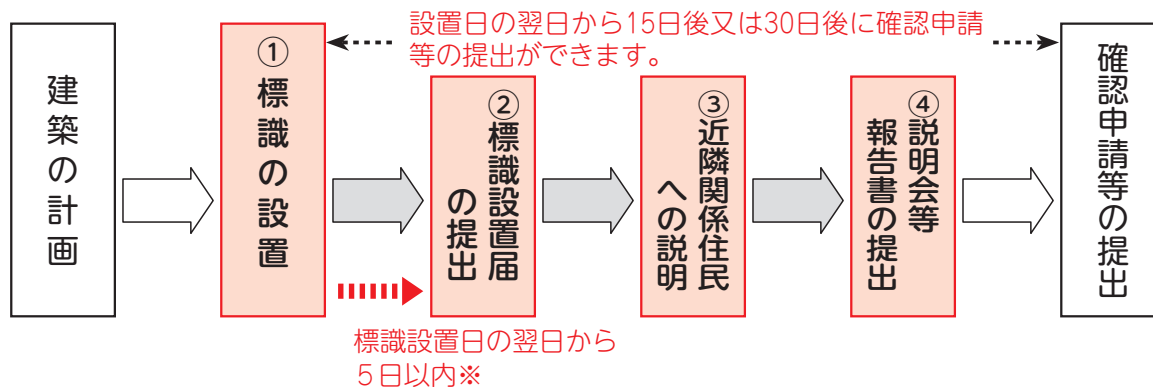 設置日の翌日から15日後又は30日後に確認申請
等の提出ができます。
建築の計画
①標識の設置
②標識設置届
の提出
③近隣関係住民
への説明
④説明会等
報告書の提出
確認申請等の提出
標識設置日の翌日から
5日以内※